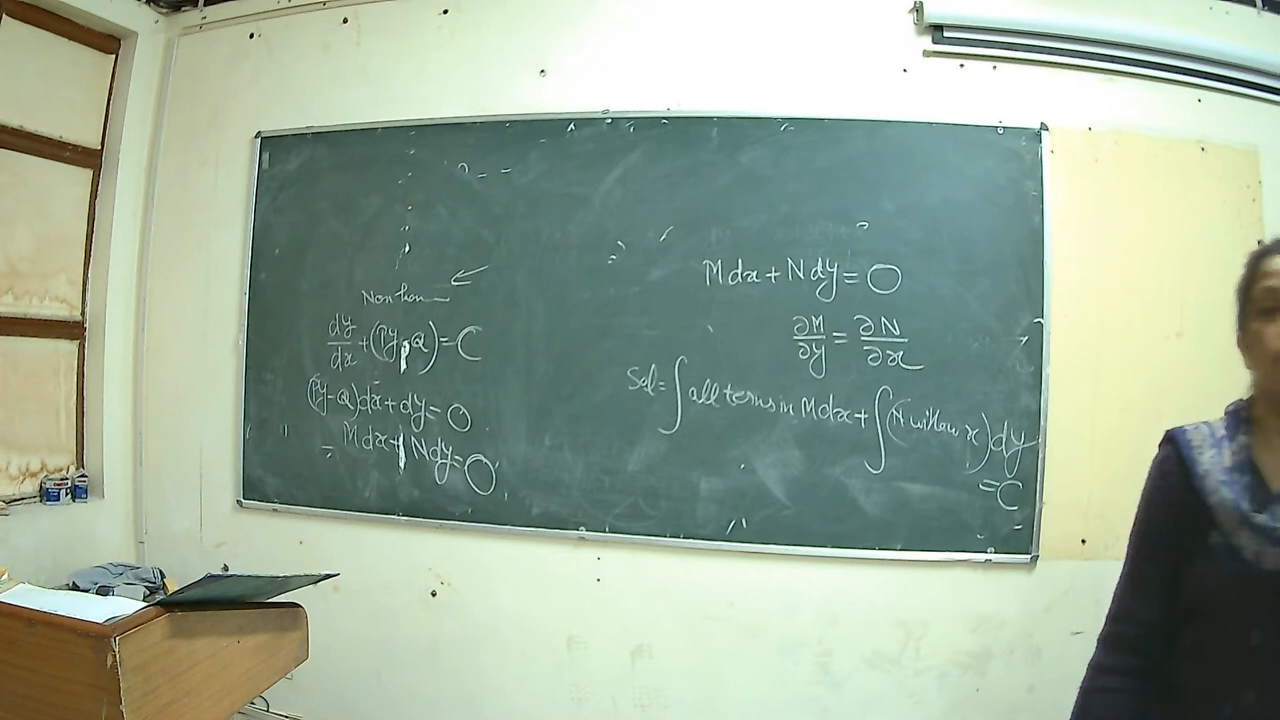 Non hom
dy/dx + (Py, Q) = C
(Py-Q)dx + dy = 0
= Mdx + Ndy = 0
Mdx + Ndy = 0
∂M/∂y = ∂N/∂x
Sol = ∫ all terms in Mdx + ∫ (N without x) dy
= C